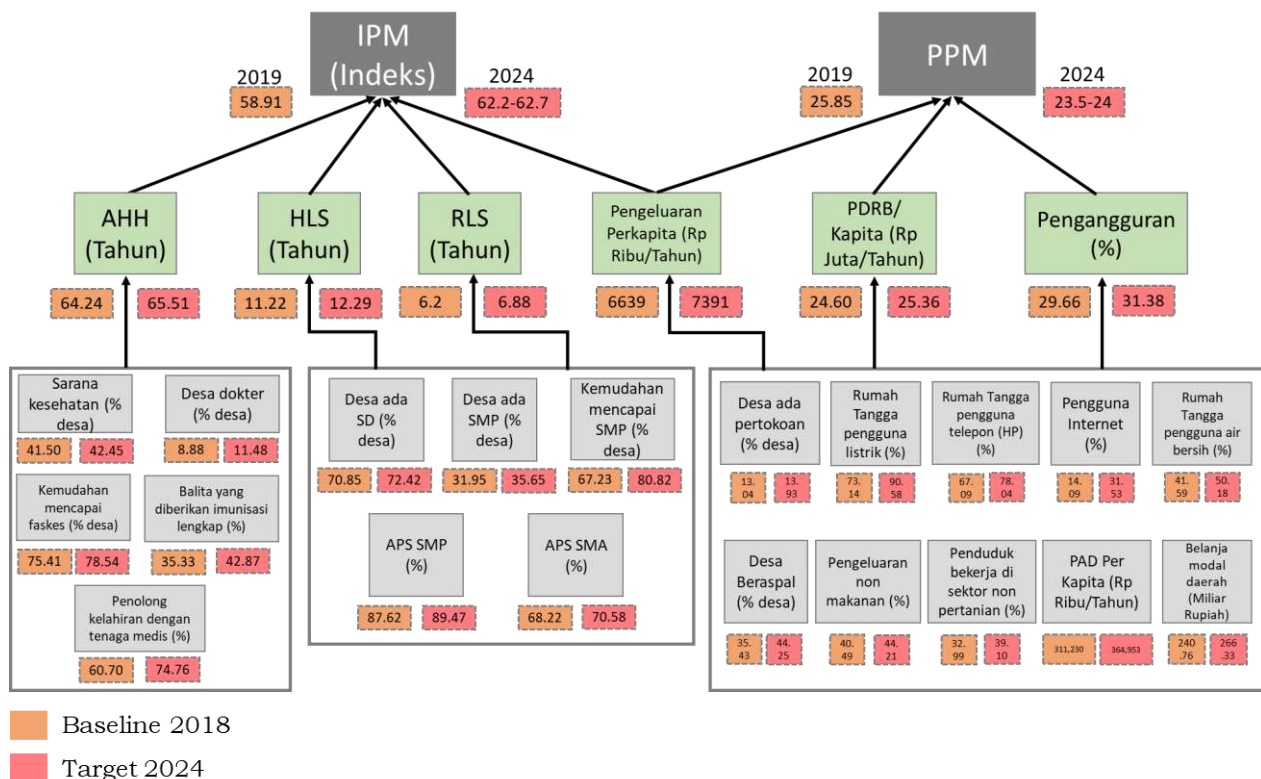 IPM
(Indeks)
2019
58.91
2024
62.2-62.7
PPM
2019
25.85
2024
23.5-24
AHH
(Tahun)
64.24
65.51
HLS
(Tahun)
11.22
12.29
RLS
(Tahun)
6.2
6.88
Pengeluaran
Perkapita (Rp
Ribu/Tahun)
6639
7391
PDRB/
Kapita (Rp
Juta/Tahun)
24.60
25.36
Pengangguran
(%)
29.66
31.38
Sarana
kesehatan (%
desa)
41.50
42.45
Desa dokter
(% desa)
8.88
11.48
Kemudahan
mencapai
faskes (% desa)
75.41
78.54
Balita yang
diberikan imunisasi
lengkap (%)
35.33
42.87
Penolong
kelahiran dengan
tenaga medis (%)
60.70
74.76
Desa ada
SD (% desa)
70.85
72.42
Desa ada
SMP (%
desa)
31.95
35.65
Kemudahan
mencapai
SMP (%
desa)
67.23
80.82
APS SMP
(%)
87.62
89.47
APS SMA
(%)
68.22
70.58
Desa ada
pertokoan
(% desa)
13.
04
13.
93
Rumah
Tangga
pengguna
listrik (%)
73.
14
90.
58
Rumah Tangga
pengguna
telepon (HP)
(%)
67.
09
78.
04
Pengguna
Internet
(%)
14.
09
31.
53
Rumah
Tangga
pengguna air
bersih (%)
41.
59
50.
18
Desa
Beraspal
(% desa)
35.
43
44.
25
Pengeluaran
non
makanan (%)
40.
49
44.
21
Penduduk
bekerja di
sektor non
pertanian (%)
32.
99
39.
10
PAD Per
Kapita (Rp
Ribu/Tahun)
311,230
364,953
Belanja
modal
daerah
(Miliar
Rupiah)
240
.76
266
.33
Baseline 2018
Target 2024